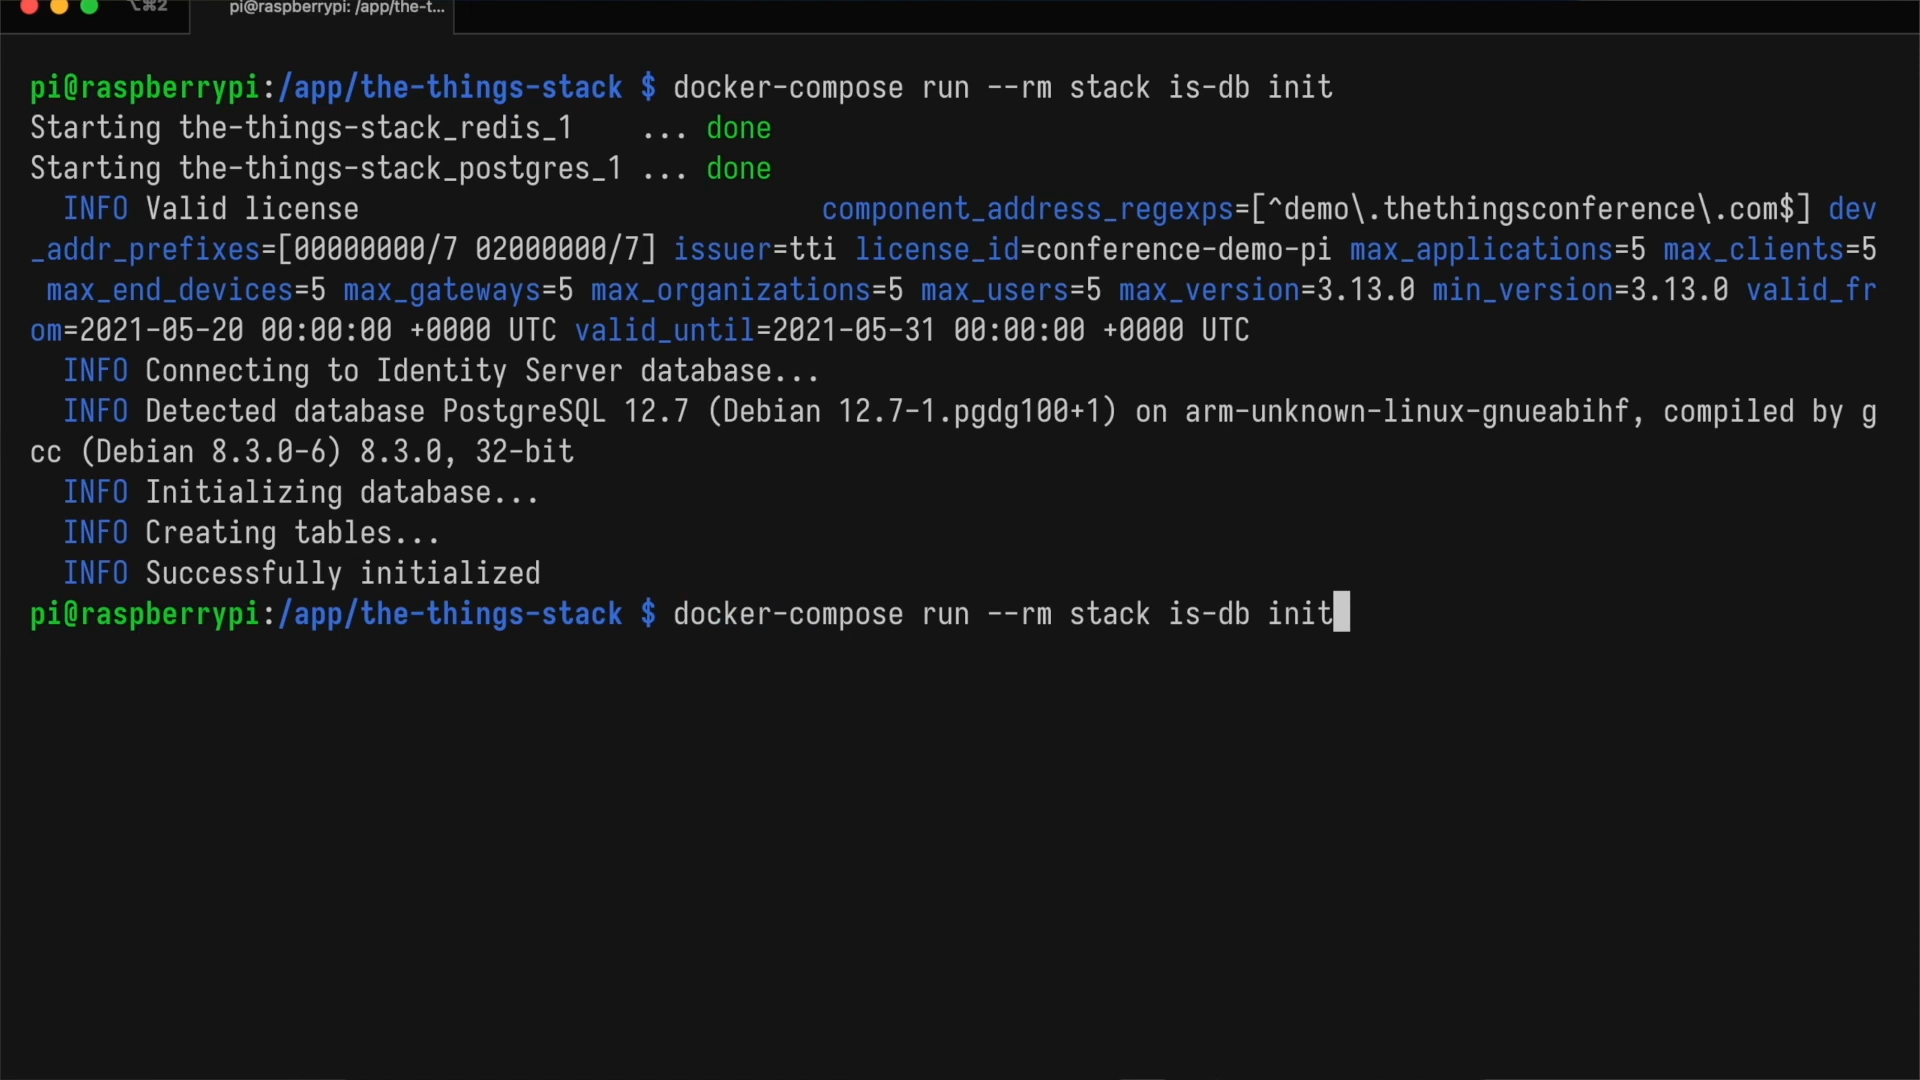 ⌥⌘2
pi@raspberrypi: /app/the-t...
pi@raspberrypi:/app/the-things-stack $ docker-compose run --rm stack is-db init
Starting the-things-stack_redis_1    ... done
Starting the-things-stack_postgres_1 ... done
  INFO Valid license                            component_address_regexps=[^demo\.thethingsconference\.com$] dev
_addr_prefixes=[00000000/7 02000000/7] issuer=tti license_id=conference-demo-pi max_applications=5 max_clients=5
 max_end_devices=5 max_gateways=5 max_organizations=5 max_users=5 max_version=3.13.0 min_version=3.13.0 valid_fr
om=2021-05-20 00:00:00 +0000 UTC valid_until=2021-05-31 00:00:00 +0000 UTC
  INFO Connecting to Identity Server database...
  INFO Detected database PostgreSQL 12.7 (Debian 12.7-1.pgdg100+1) on arm-unknown-linux-gnueabihf, compiled by g
cc (Debian 8.3.0-6) 8.3.0, 32-bit
  INFO Initializing database...
  INFO Creating tables...
  INFO Successfully initialized
pi@raspberrypi:/app/the-things-stack $ docker-compose run --rm stack is-db init